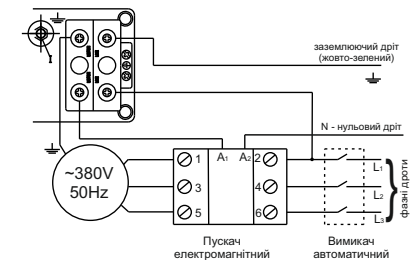 заземлюючий дріт
(жовто-зелений)
N - нульовий дріт
1 A1 A2 2
3 4
5 6
~380V
50Hz
L1
L2
L3
фазні дроти
Пускач
електромагнітний
Вимикач
автоматичний